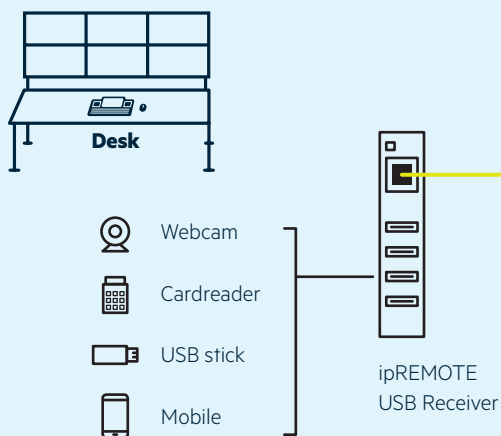 Desk
Webcam
Cardreader
USB stick
Mobile
ipREMOTE
USB Receiver